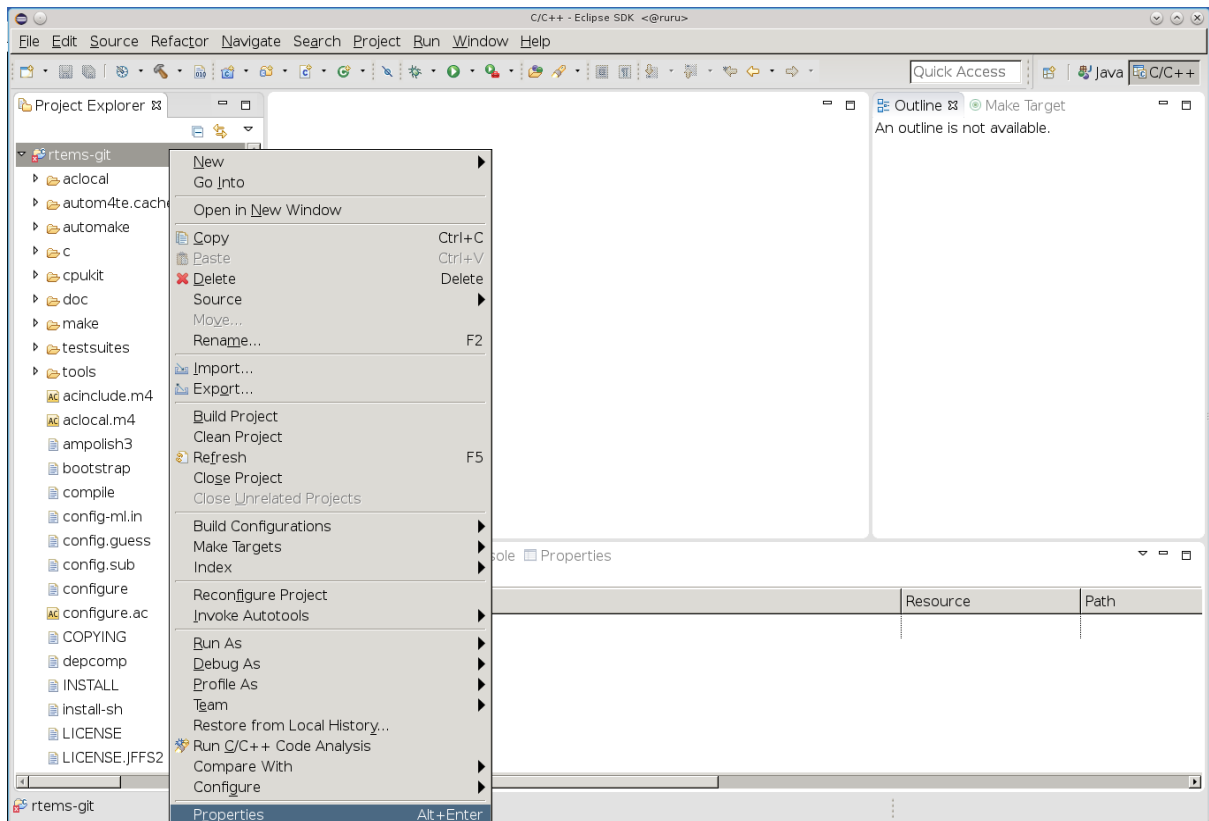 C/C++ - Eclipse SDK <@ruru>
File Edit Source Refactor Navigate Search Project Run Window Help
Quick Access Java C/C++
Project Explorer
Outline Make Target
An outline is not available.
rtems-git
aclocal
autom4te.cache
automake
c
cpukit
doc
make
testsuites
tools
acinclude.m4
aclocal.m4
ampolish3
bootstrap
compile
config-ml.in
config.guess
config.sub
configure
configure.ac
COPYING
depcomp
INSTALL
install-sh
LICENSE
LICENSE.JFFS2
New
Go Into
Open in New Window
Copy Ctrl+C
Paste Ctrl+V
Delete Delete
Source
Move...
Rename... F2
Import...
Export...
Build Project
Clean Project
Refresh F5
Close Project
Close Unrelated Projects
Build Configurations
Make Targets
Index
Reconfigure Project
Invoke Autotools
Run As
Debug As
Profile As
Team
Restore from Local History...
Run C/C++ Code Analysis
Compare With
Configure
Properties Alt+Enter
sole Properties
Resource Path
rtems-git